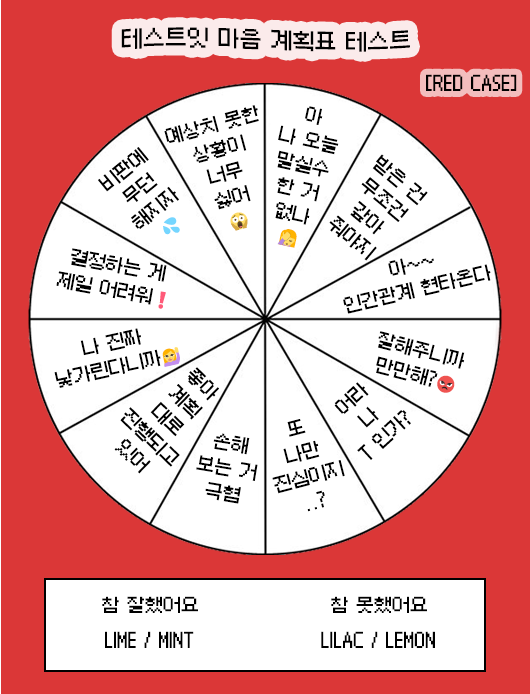 테스트잇 마음 계획표 테스트
[RED CASE]
아
나 오늘
말실수
한 거
없나
받은 건
무조건
갚아
줘야지
아~~
인간관계 현타온다
잘해주니까
만만해?
어라
나
T 인가?
또
나만
진심이지
..?
손해
보는 거
극혐
좋아
계획
대로
진행되고
있어
나 진짜
낯가린다니까
결정하는 게
제일 어려워❗
비판에
무던
해지자
예상치 못한
상황이
너무
싫어
참 잘했어요
참 못했어요
LIME / MINT
LILAC / LEMON